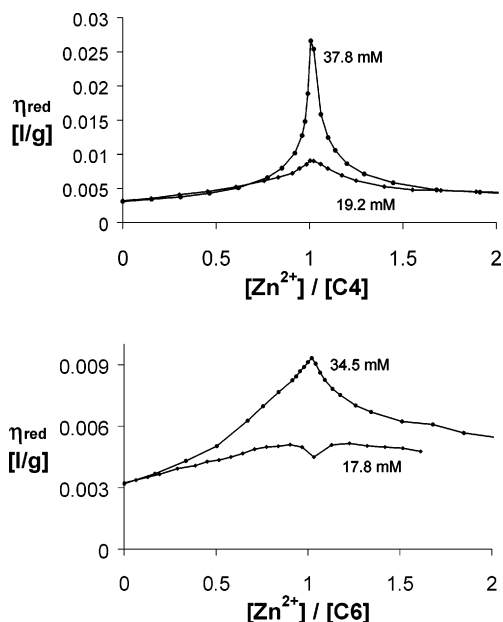 0.03
0.025
0.02
0.015
0.01
0.005
0
ηred
[l/g]
37.8 mM
19.2 mM
0 0.5 1 1.5 2
[Zn2+] / [C4]
0.009
0.006
0.003
0
ηred
[l/g]
34.5 mM
17.8 mM
0 0.5 1 1.5 2
[Zn2+] / [C6]